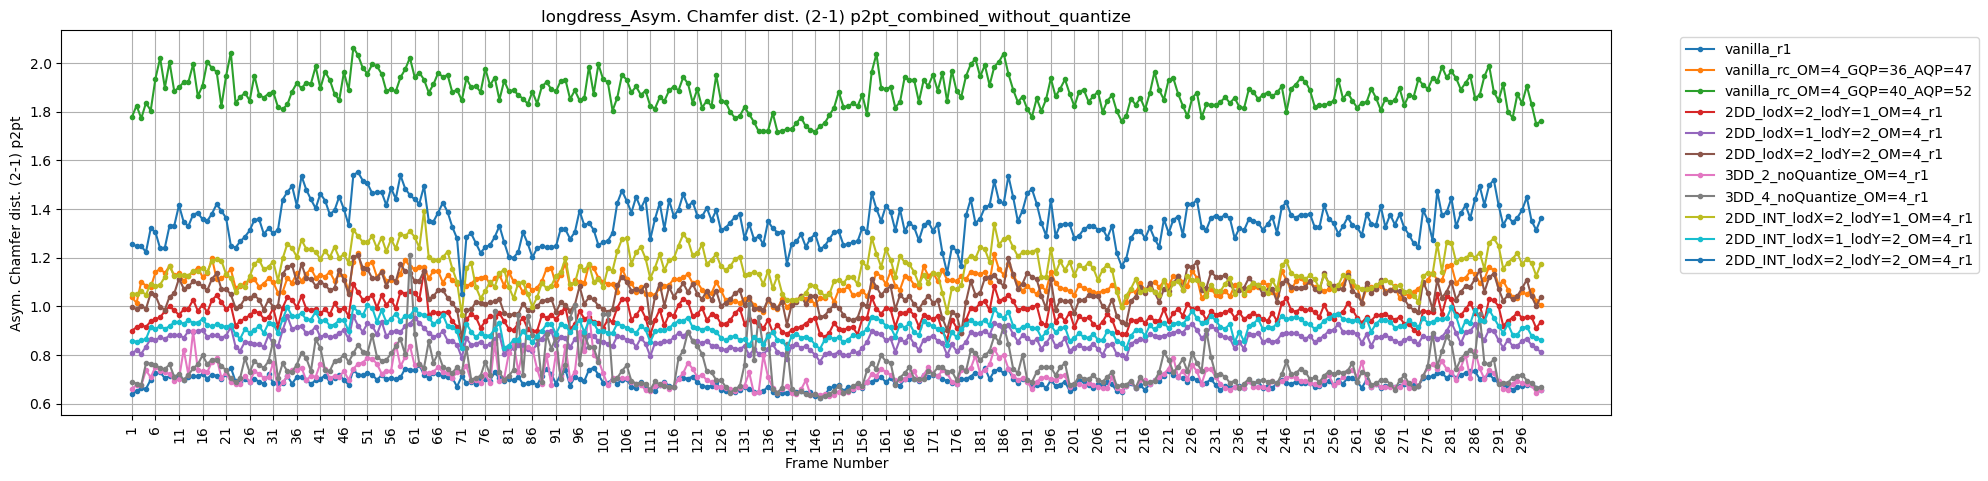 longdress_Asym. Chamfer dist. (2-1) p2pt_combined_without_quantize
Asym. Chamfer dist. (2-1) p2pt
2.0
1.8
1.6
1.4
1.2
1.0
0.8
0.6
1 6 11 16 21 26 31 36 41 46 51 56 61 66 71 76 81 86 91 96 101 106 111 116 121 126 131 136 141 146 151 156 161 166 171 176 181 186 191 196 201 206 211 216 221 226 231 236 241 246 251 256 261 266 271 276 281 286 291 296
Frame Number
vanilla_r1
vanilla_rc_OM=4_GQP=36_AQP=47
vanilla_rc_OM=4_GQP=40_AQP=52
2DD_lodX=2_lodY=1_OM=4_r1
2DD_lodX=1_lodY=2_OM=4_r1
2DD_lodX=2_lodY=2_OM=4_r1
3DD_2_noQuantize_OM=4_r1
3DD_4_noQuantize_OM=4_r1
2DD_INT_lodX=2_lodY=1_OM=4_r1
2DD_INT_lodX=1_lodY=2_OM=4_r1
2DD_INT_lodX=2_lodY=2_OM=4_r1